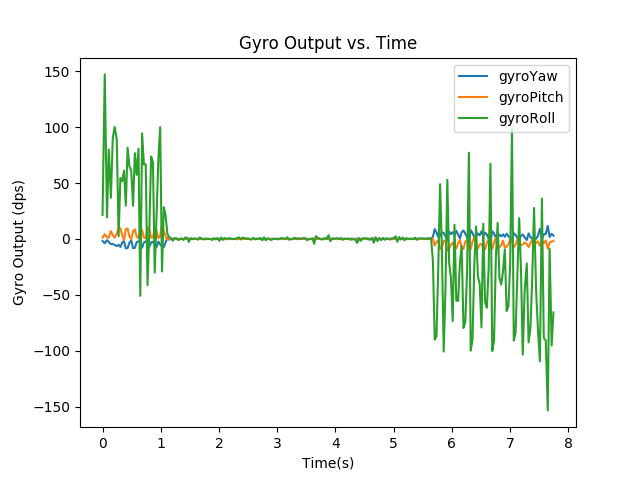 Gyro Output vs. Time
gyroYaw
gyroPitch
gyroRoll
150
100
50
0
−50
−100
−150
Gyro Output (dps)
0 1 2 3 4 5 6 7 8
Time(s)